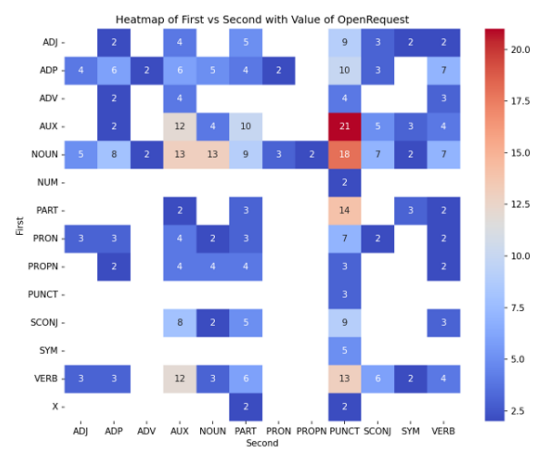 Heatmap of First vs Second with Value of OpenRequest
ADJ 2 4 5 9 3 2 2
ADP 4 6 2 6 5 4 2 10 3 7
ADV 2 4 4 3
AUX 2 12 4 10 21 5 3 4
NOUN 5 8 2 13 13 9 3 2 18 7 2 7
NUM 2
PART 2 3 14 3 2
PRON 3 3 4 2 3 7 2 2
PROPN 2 4 4 4 3 2
PUNCT 3
SCONJ 8 2 5 9 3
SYM 5
VERB 3 3 12 3 6 13 6 2 4
X 2 2
ADJ ADP ADV AUX NOUN PART PRON PROPN PUNCT SCONJ SYM VERB
Second
First
20.0
17.5
15.0
12.5
10.0
7.5
5.0
2.5